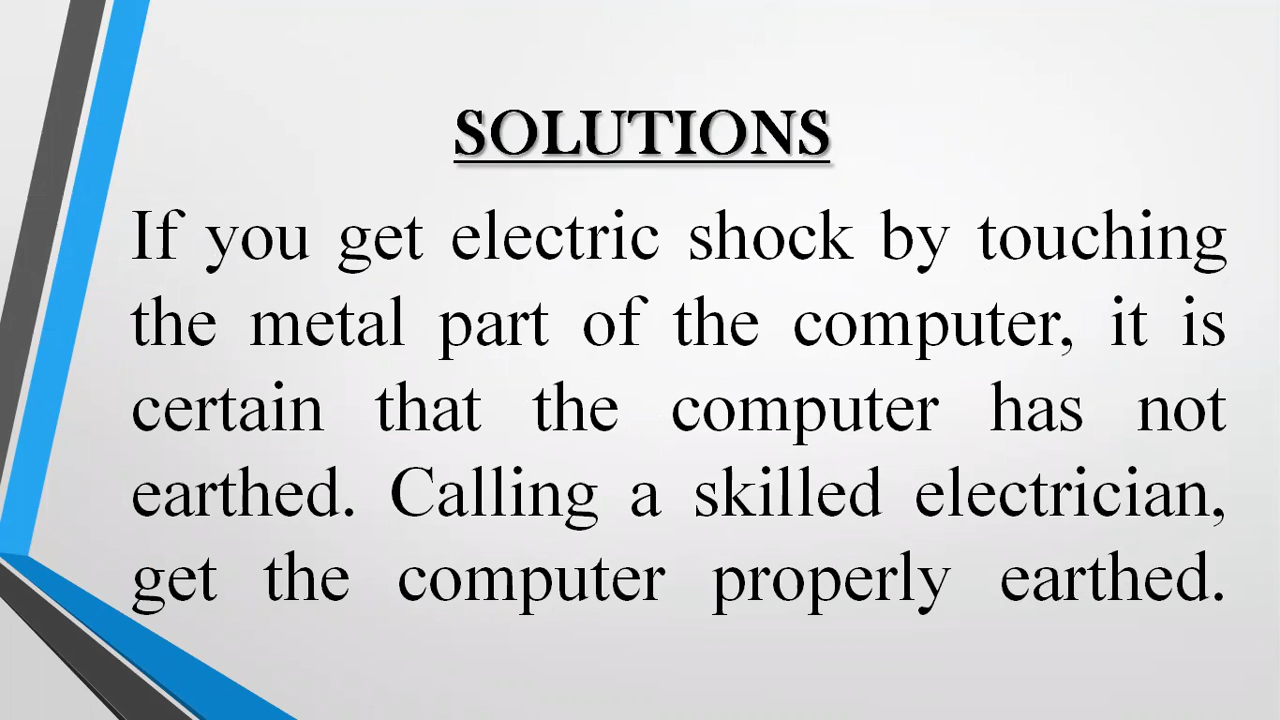 SOLUTIONS
If you get electric shock by touching
the metal part of the computer, it is
certain that the computer has not
earthed. Calling a skilled electrician,
get the computer properly earthed.